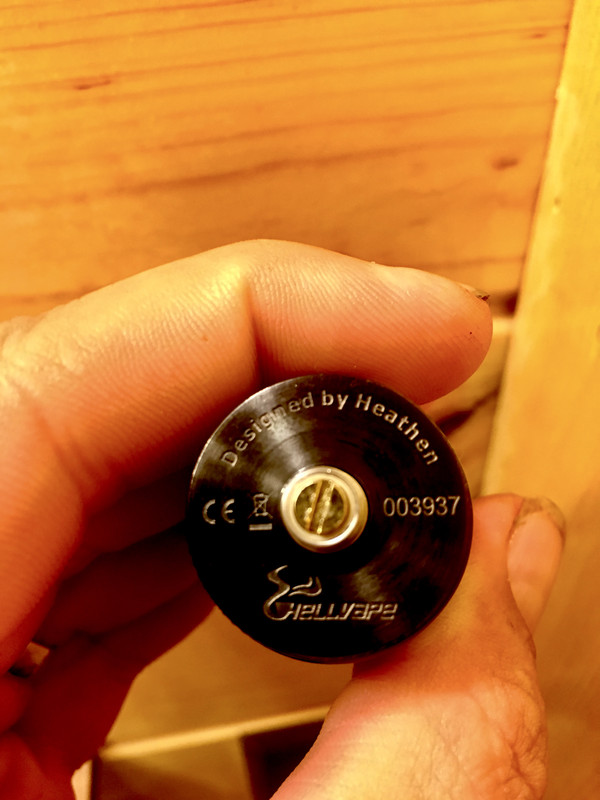 Designed by Heathen
CE 003937
HELLVAPE